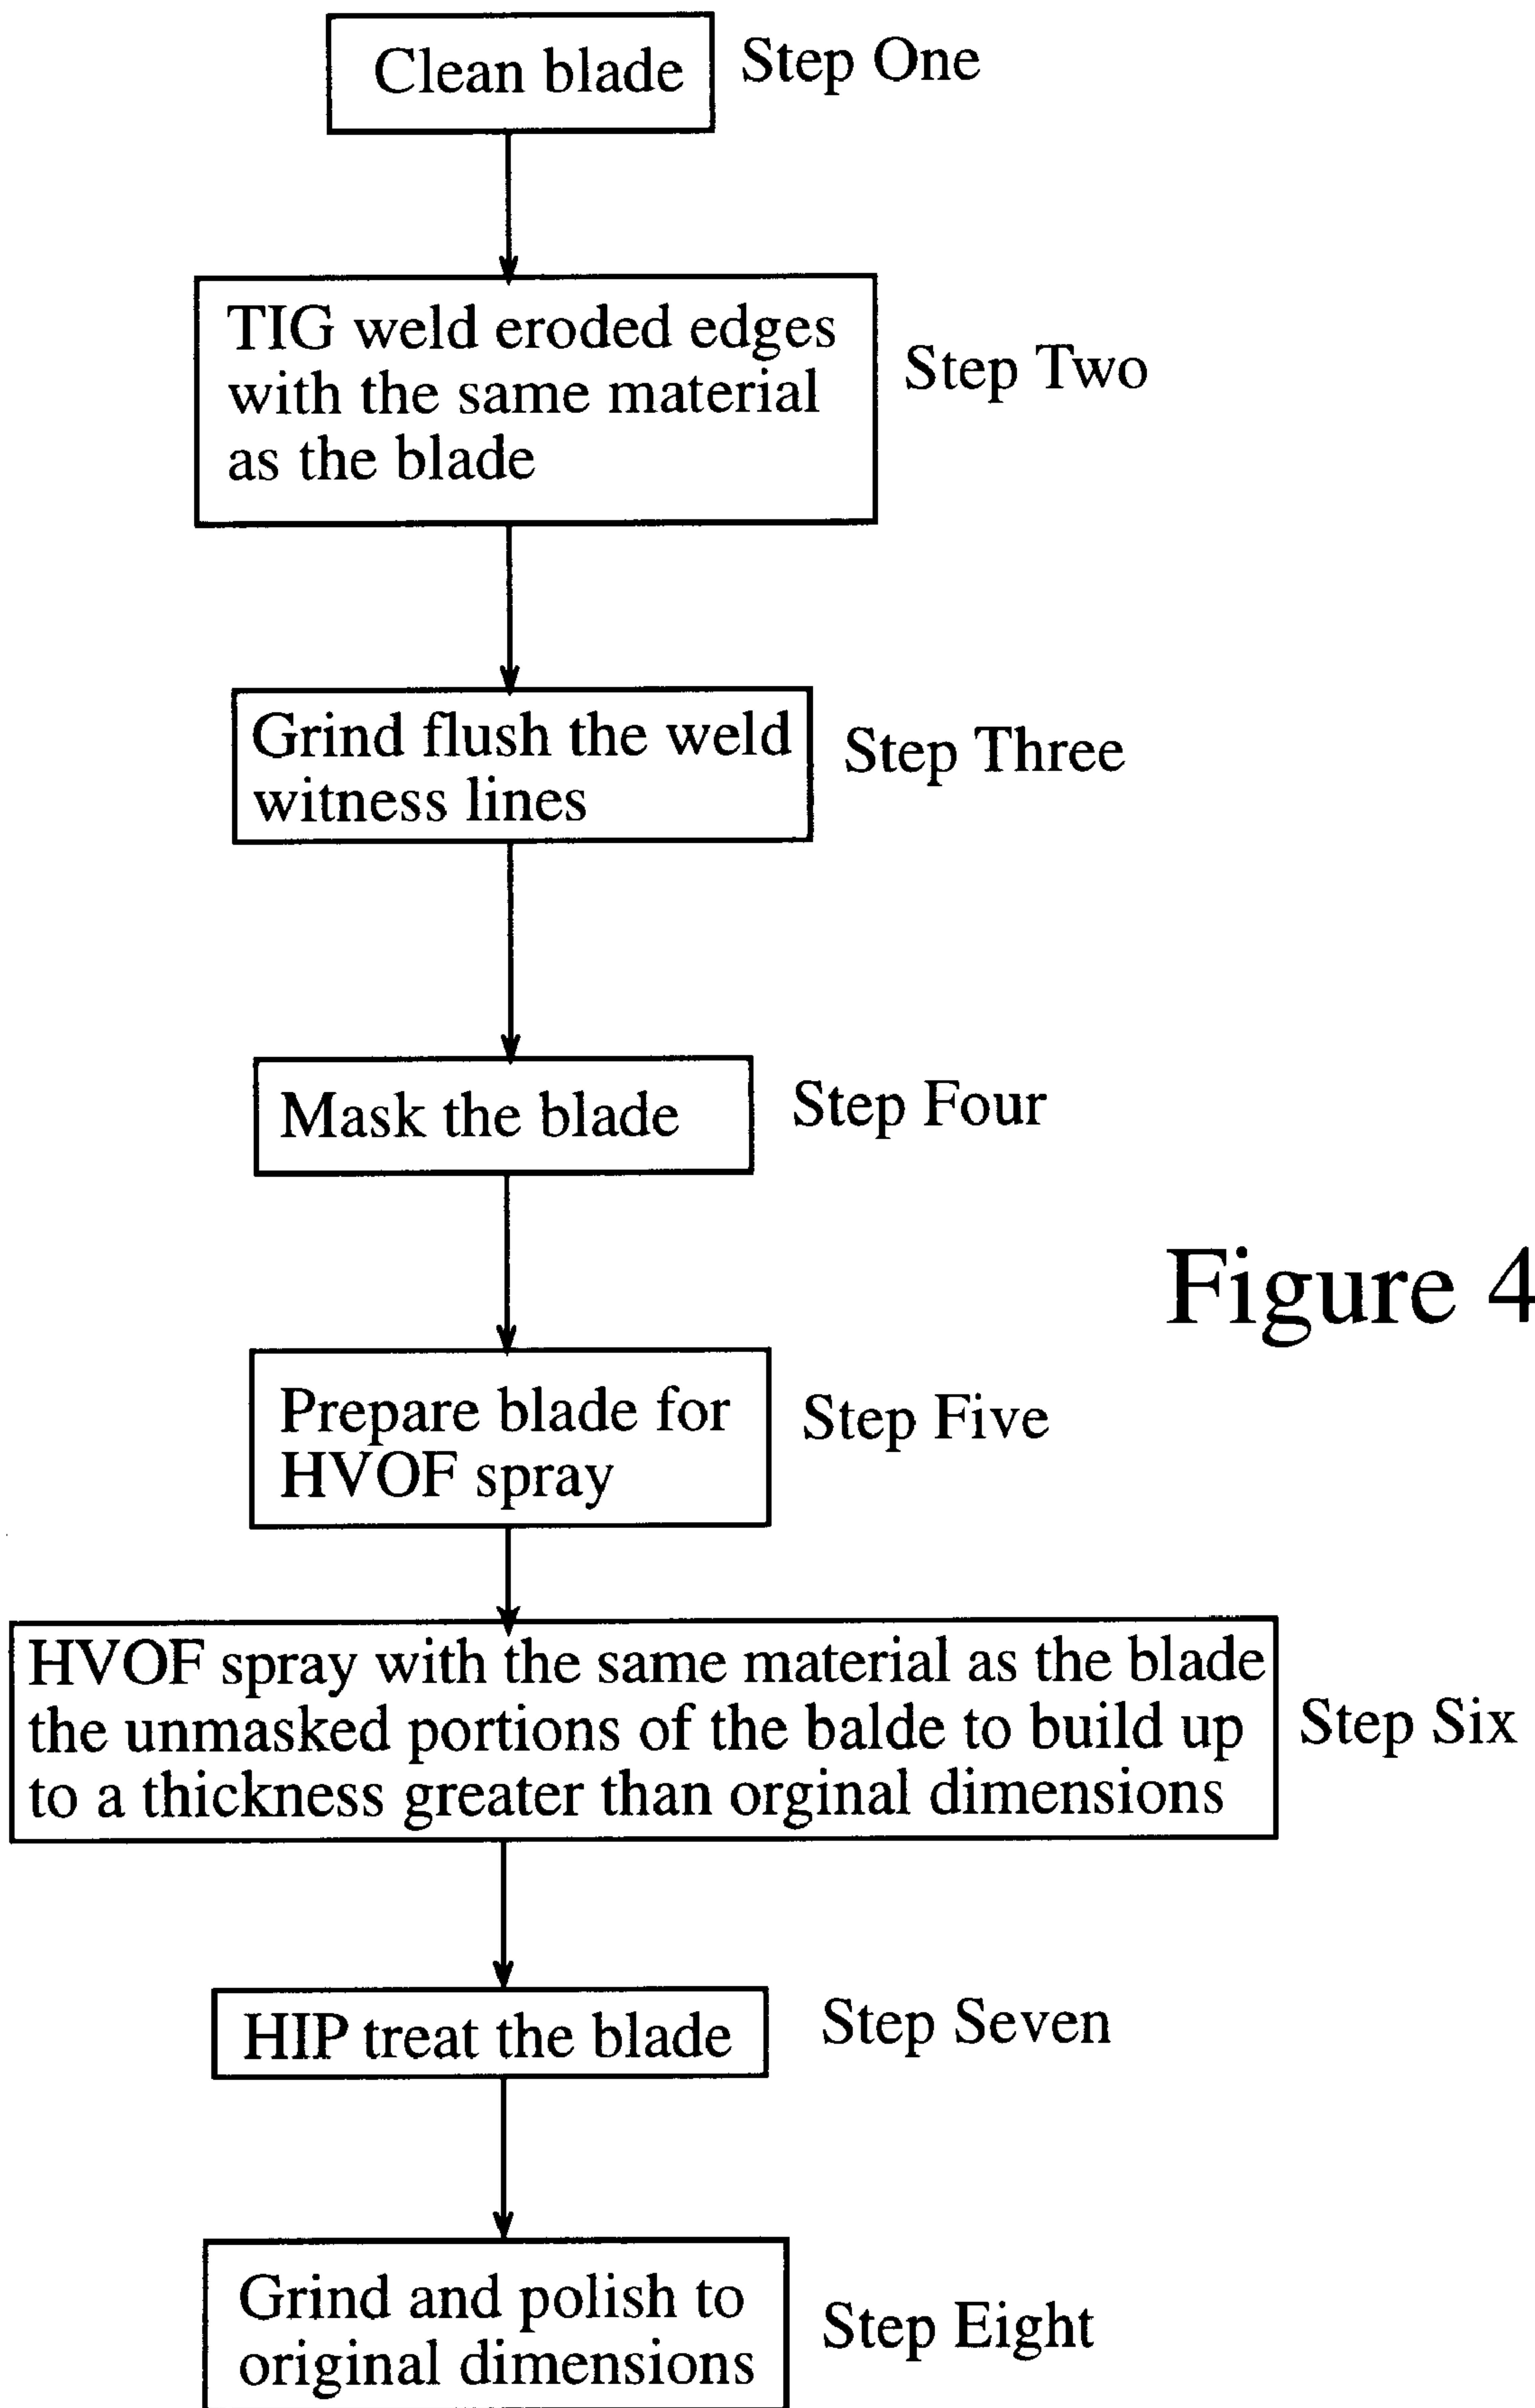 Clean blade
Step One
TIG weld eroded edges
with the same material
as the blade
Step Two
Grind flush the weld
witness lines
Step Three
Mask the blade
Step Four
Figure 4
Prepare blade for
HVOF spray
Step Five
HVOF spray with the same material as the blade
the unmasked portions of the balde to build up
to a thickness greater than orginal dimensions
Step Six
HIP treat the blade
Step Seven
Grind and polish to
original dimensions
Step Eight